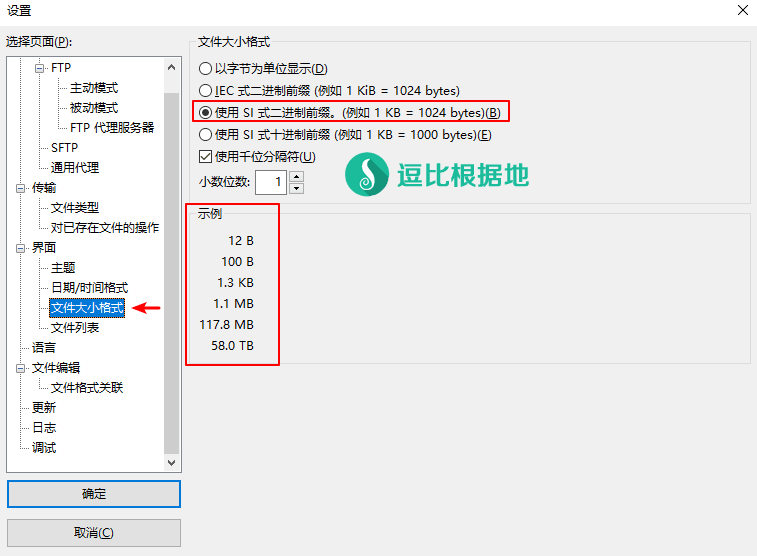 设置
选择页面(P):
FTP
主动模式
被动模式
FTP 代理服务器
SFTP
通用代理
传输
文件类型
对已存在文件的操作
界面
主题
日期/时间格式
文件大小格式
文件列表
语言
文件编辑
文件格式关联
更新
日志
调试
确定
取消(C)
文件大小格式
以字节为单位显示(D)
IEC 式二进制前缀 (例如 1 KiB = 1024 bytes)
使用 SI 式二进制前缀。(例如 1 KB = 1024 bytes)(B)
使用 SI 式十进制前缀 (例如 1 KB = 1000 bytes)(E)
使用千位分隔符(U)
小数位数: 1
逗比根据地
示例
12 B
100 B
1.3 KB
1.1 MB
117.8 MB
58.0 TB